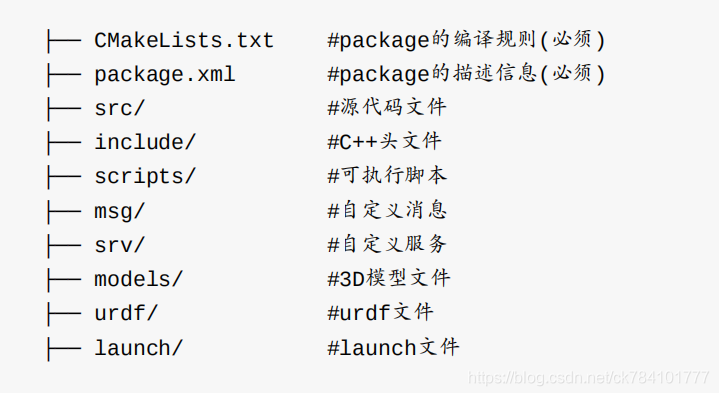 ├── CMakeLists.txt    #package的编译规则(必须)
├── package.xml       #package的描述信息(必须)
├── src/              #源代码文件
├── include/          #C++头文件
├── scripts/          #可执行脚本
├── msg/              #自定义消息
├── srv/              #自定义服务
├── models/           #3D模型文件
├── urdf/             #urdf文件
├── launch/           #launch文件
https://blog.csdn.net/ck784101777